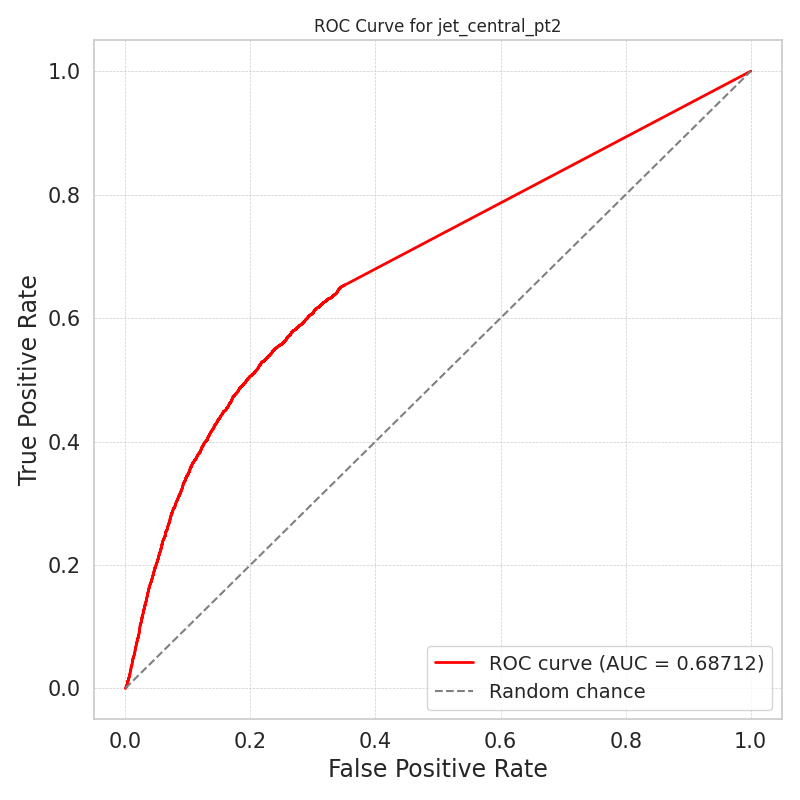 ROC Curve for jet_central_pt2
1.0
0.8
0.6
0.4
0.2
0.0
True Positive Rate
ROC curve (AUC = 0.68712)
Random chance
0.0 0.2 0.4 0.6 0.8 1.0
False Positive Rate